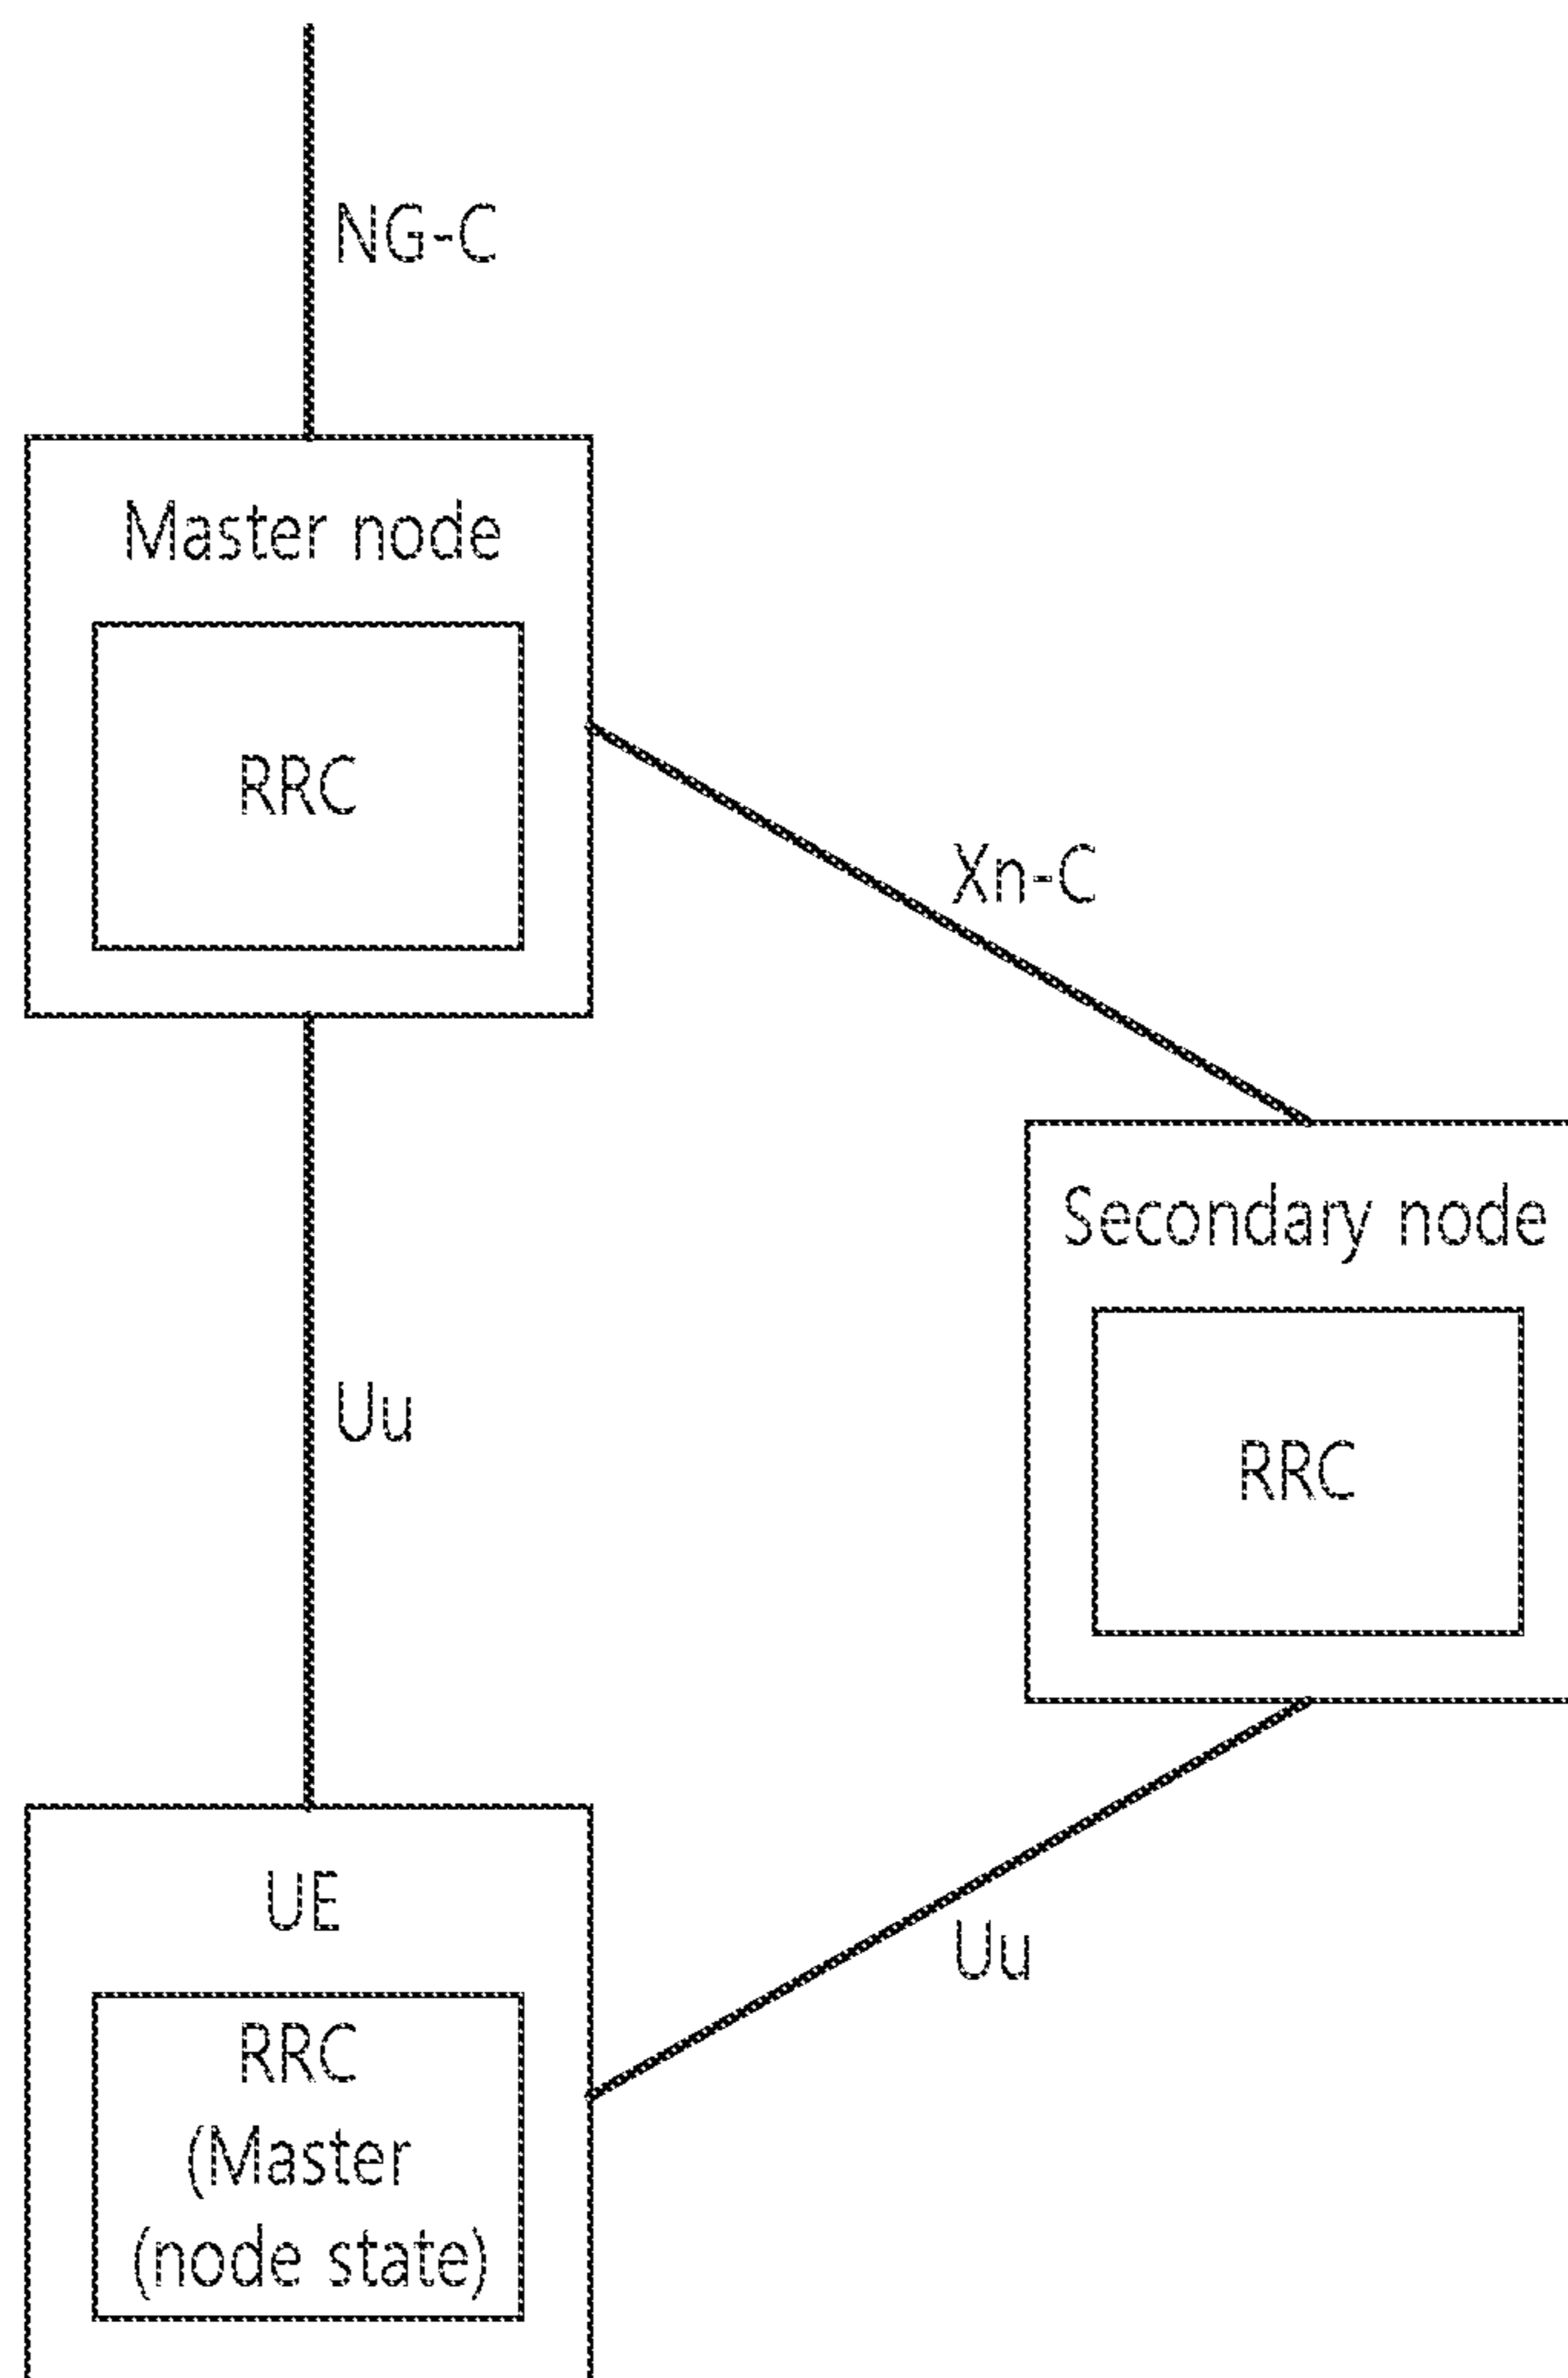 NG-C
Master node
RRC
Xn-C
Secondary node
RRC
Uu
UE
RRC
(Master
(node state)
Uu